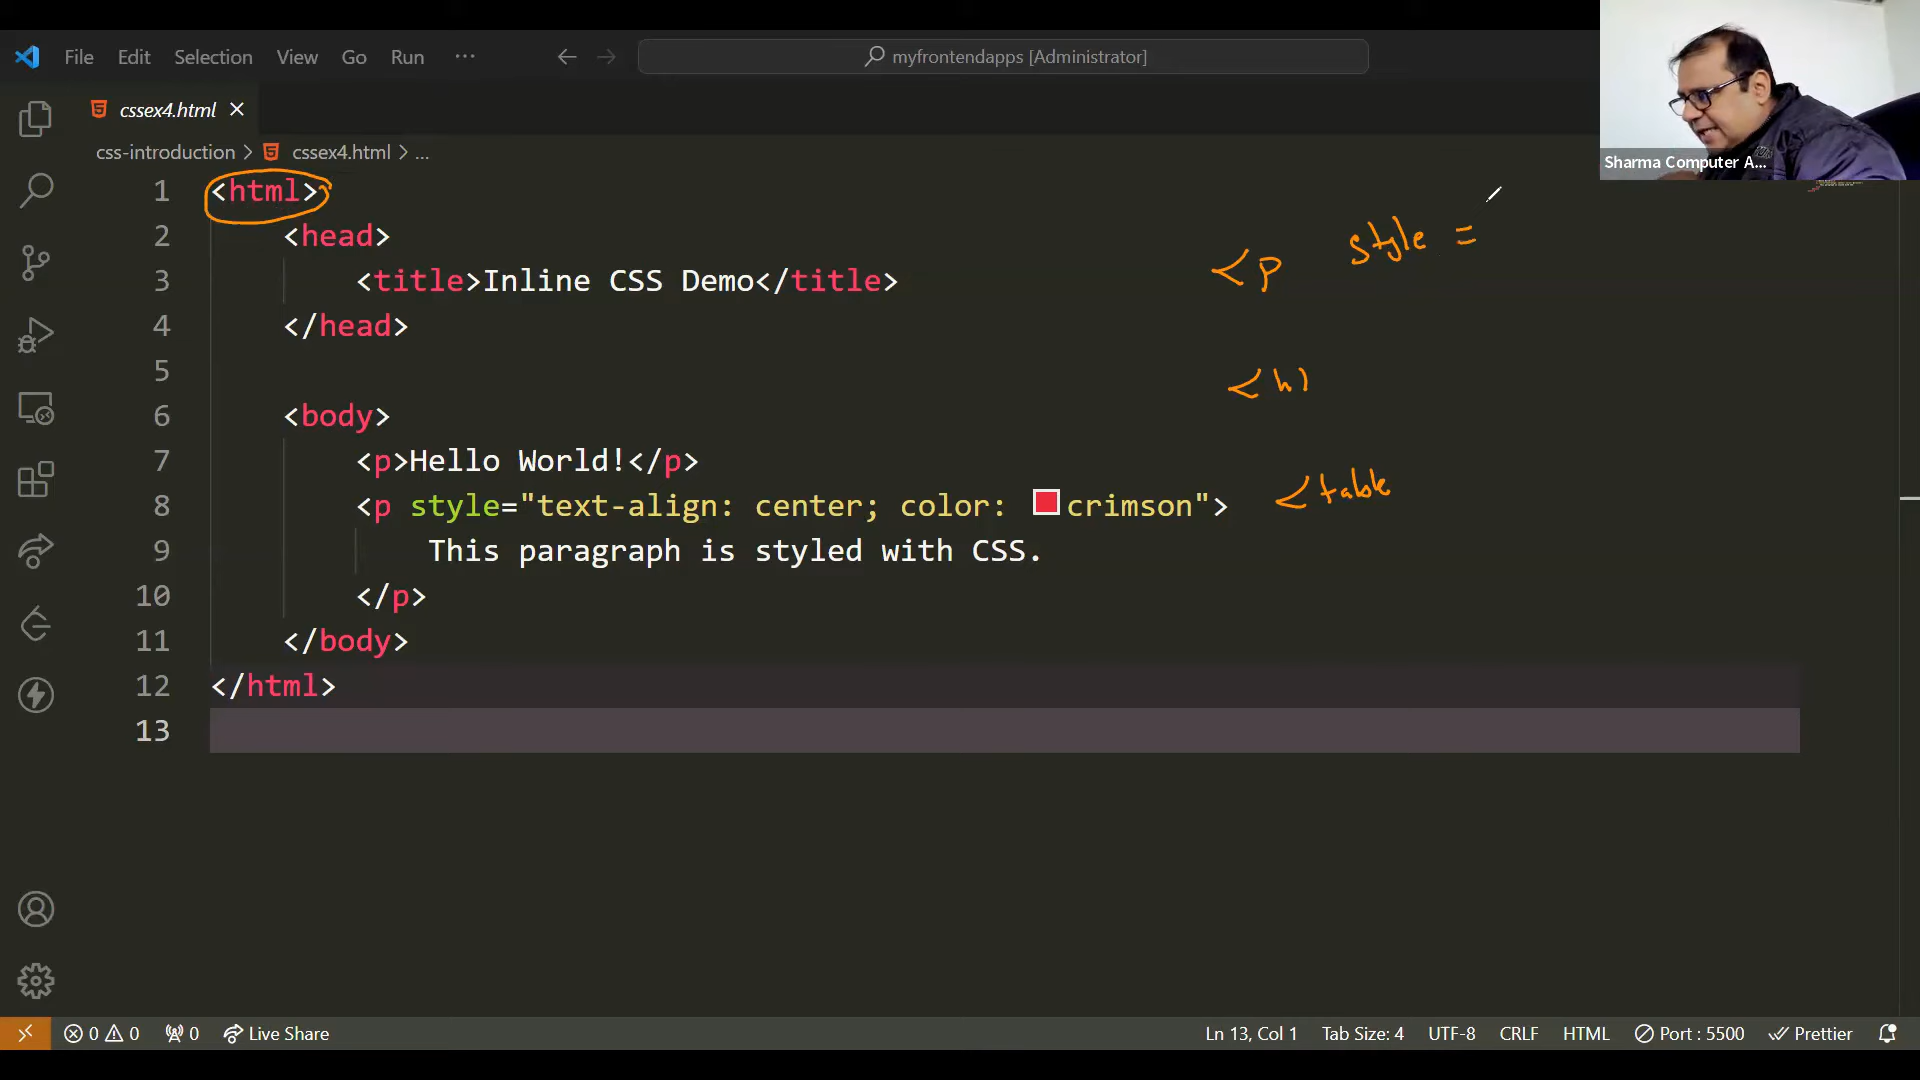 File Edit Selection View Go Run ...
myfrontendapps [Administrator]
cssex4.html
css-introduction > cssex4.html > ...
Sharma Computer A...
1 <html>
2 <head>
3 <title>Inline CSS Demo</title>
4 </head>
5
6 <body>
7 <p>Hello World!</p>
8 <p style="text-align: center; color: crimson">
9 This paragraph is styled with CSS.
10 </p>
11 </body>
12 </html>
13
<p style =
<h1
<table
0 0 0 Live Share Ln 13, Col 1 Tab Size: 4 UTF-8 CRLF HTML Port : 5500 Prettier